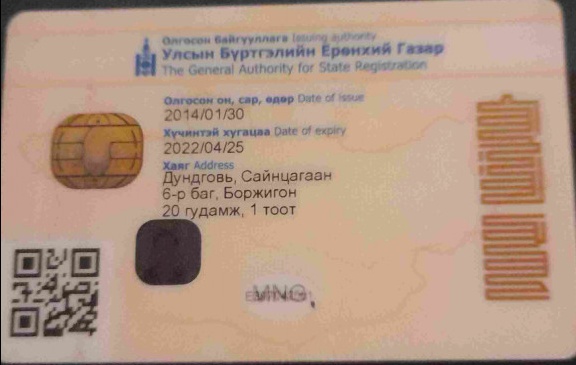 Олгосон байгууллага Issuing authority
Улсын Бүртгэлийн Ерөнхий Газар
The General Authority for State Registration
Олгосон он, сар, өдөр Date of issue
2014/01/30
Хүчинтэй хугацаа Date of expiry
2022/04/25
Хаяг Address
Дундговь, Сайнцагаан
6-р баг, Боржигон
20 гудамж, 1 тоот
MNG